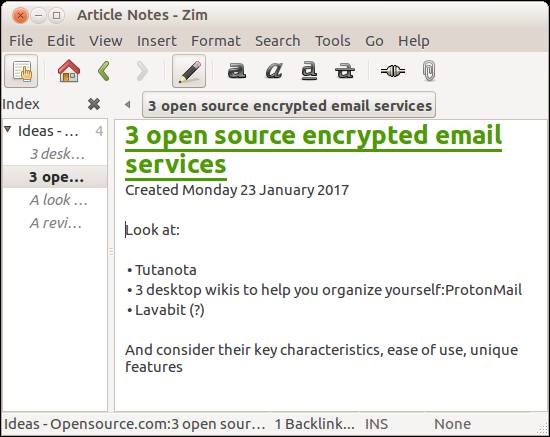 Article Notes - Zim
File Edit View Insert Format Search Tools Go Help
a a a a
Index
3 open source encrypted email services
Ideas - ... 4
3 desk...
3 ope...
A look ...
A revi...
3 open source encrypted email
services
Created Monday 23 January 2017
Look at:
• Tutanota
• 3 desktop wikis to help you organize yourself:ProtonMail
• Lavabit (?)
And consider their key characteristics, ease of use, unique
features
Ideas - Opensource.com:3 open sour... 1 Backlink... INS None